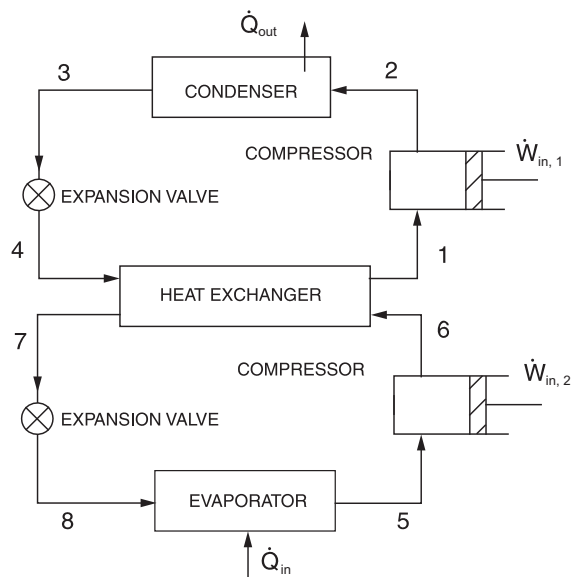 Q̇out
3
2
CONDENSER
COMPRESSOR
Ẇin, 1
EXPANSION VALVE
4
1
HEAT EXCHANGER
7
6
COMPRESSOR
Ẇin, 2
EXPANSION VALVE
EVAPORATOR
8
5
Q̇in